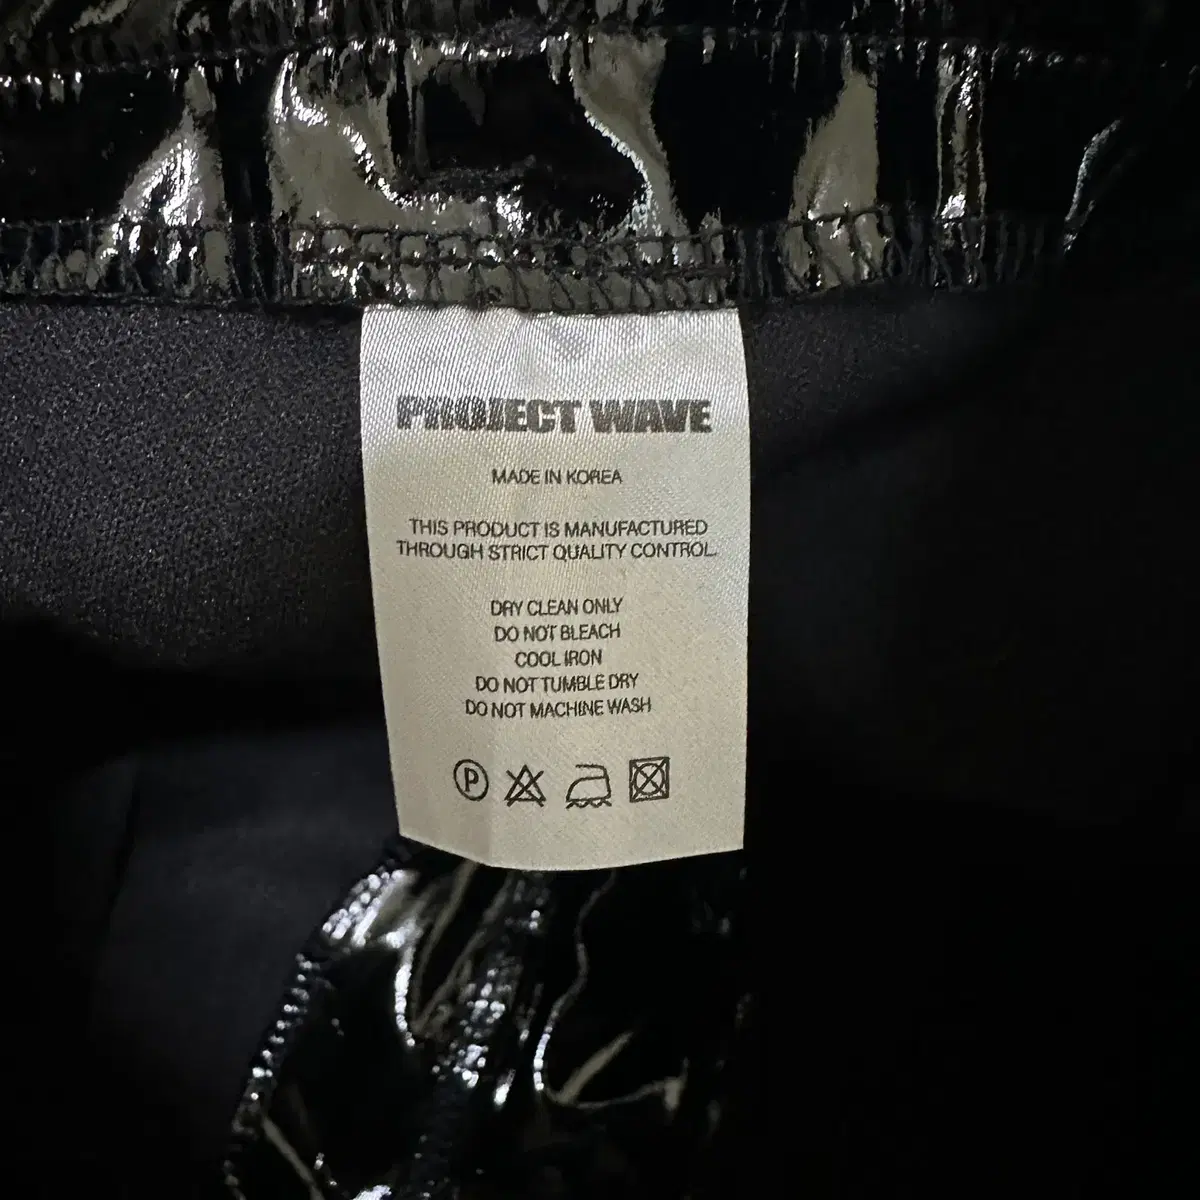 PROJECT WAVE
MADE IN KOREA
THIS PRODUCT IS MANUFACTURED
THROUGH STRICT QUALITY CONTROL.
DRY CLEAN ONLY
DO NOT BLEACH
COOL IRON
DO NOT TUMBLE DRY
DO NOT MACHINE WASH
P